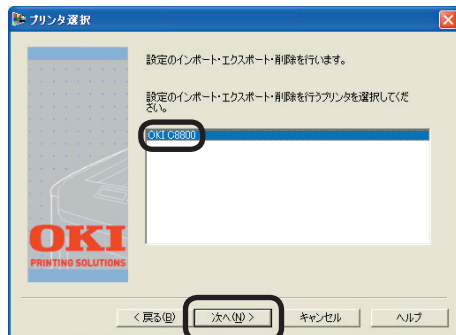 プリンタ選択
設定のインポート・エクスポート・削除を行います。
設定のインポート・エクスポート・削除を行うプリンタを選択してくだ
さい。
OKI C8800
OKI
PRINTING SOLUTIONS
< 戻る(B)
次へ(N) >
キャンセル
ヘルプ